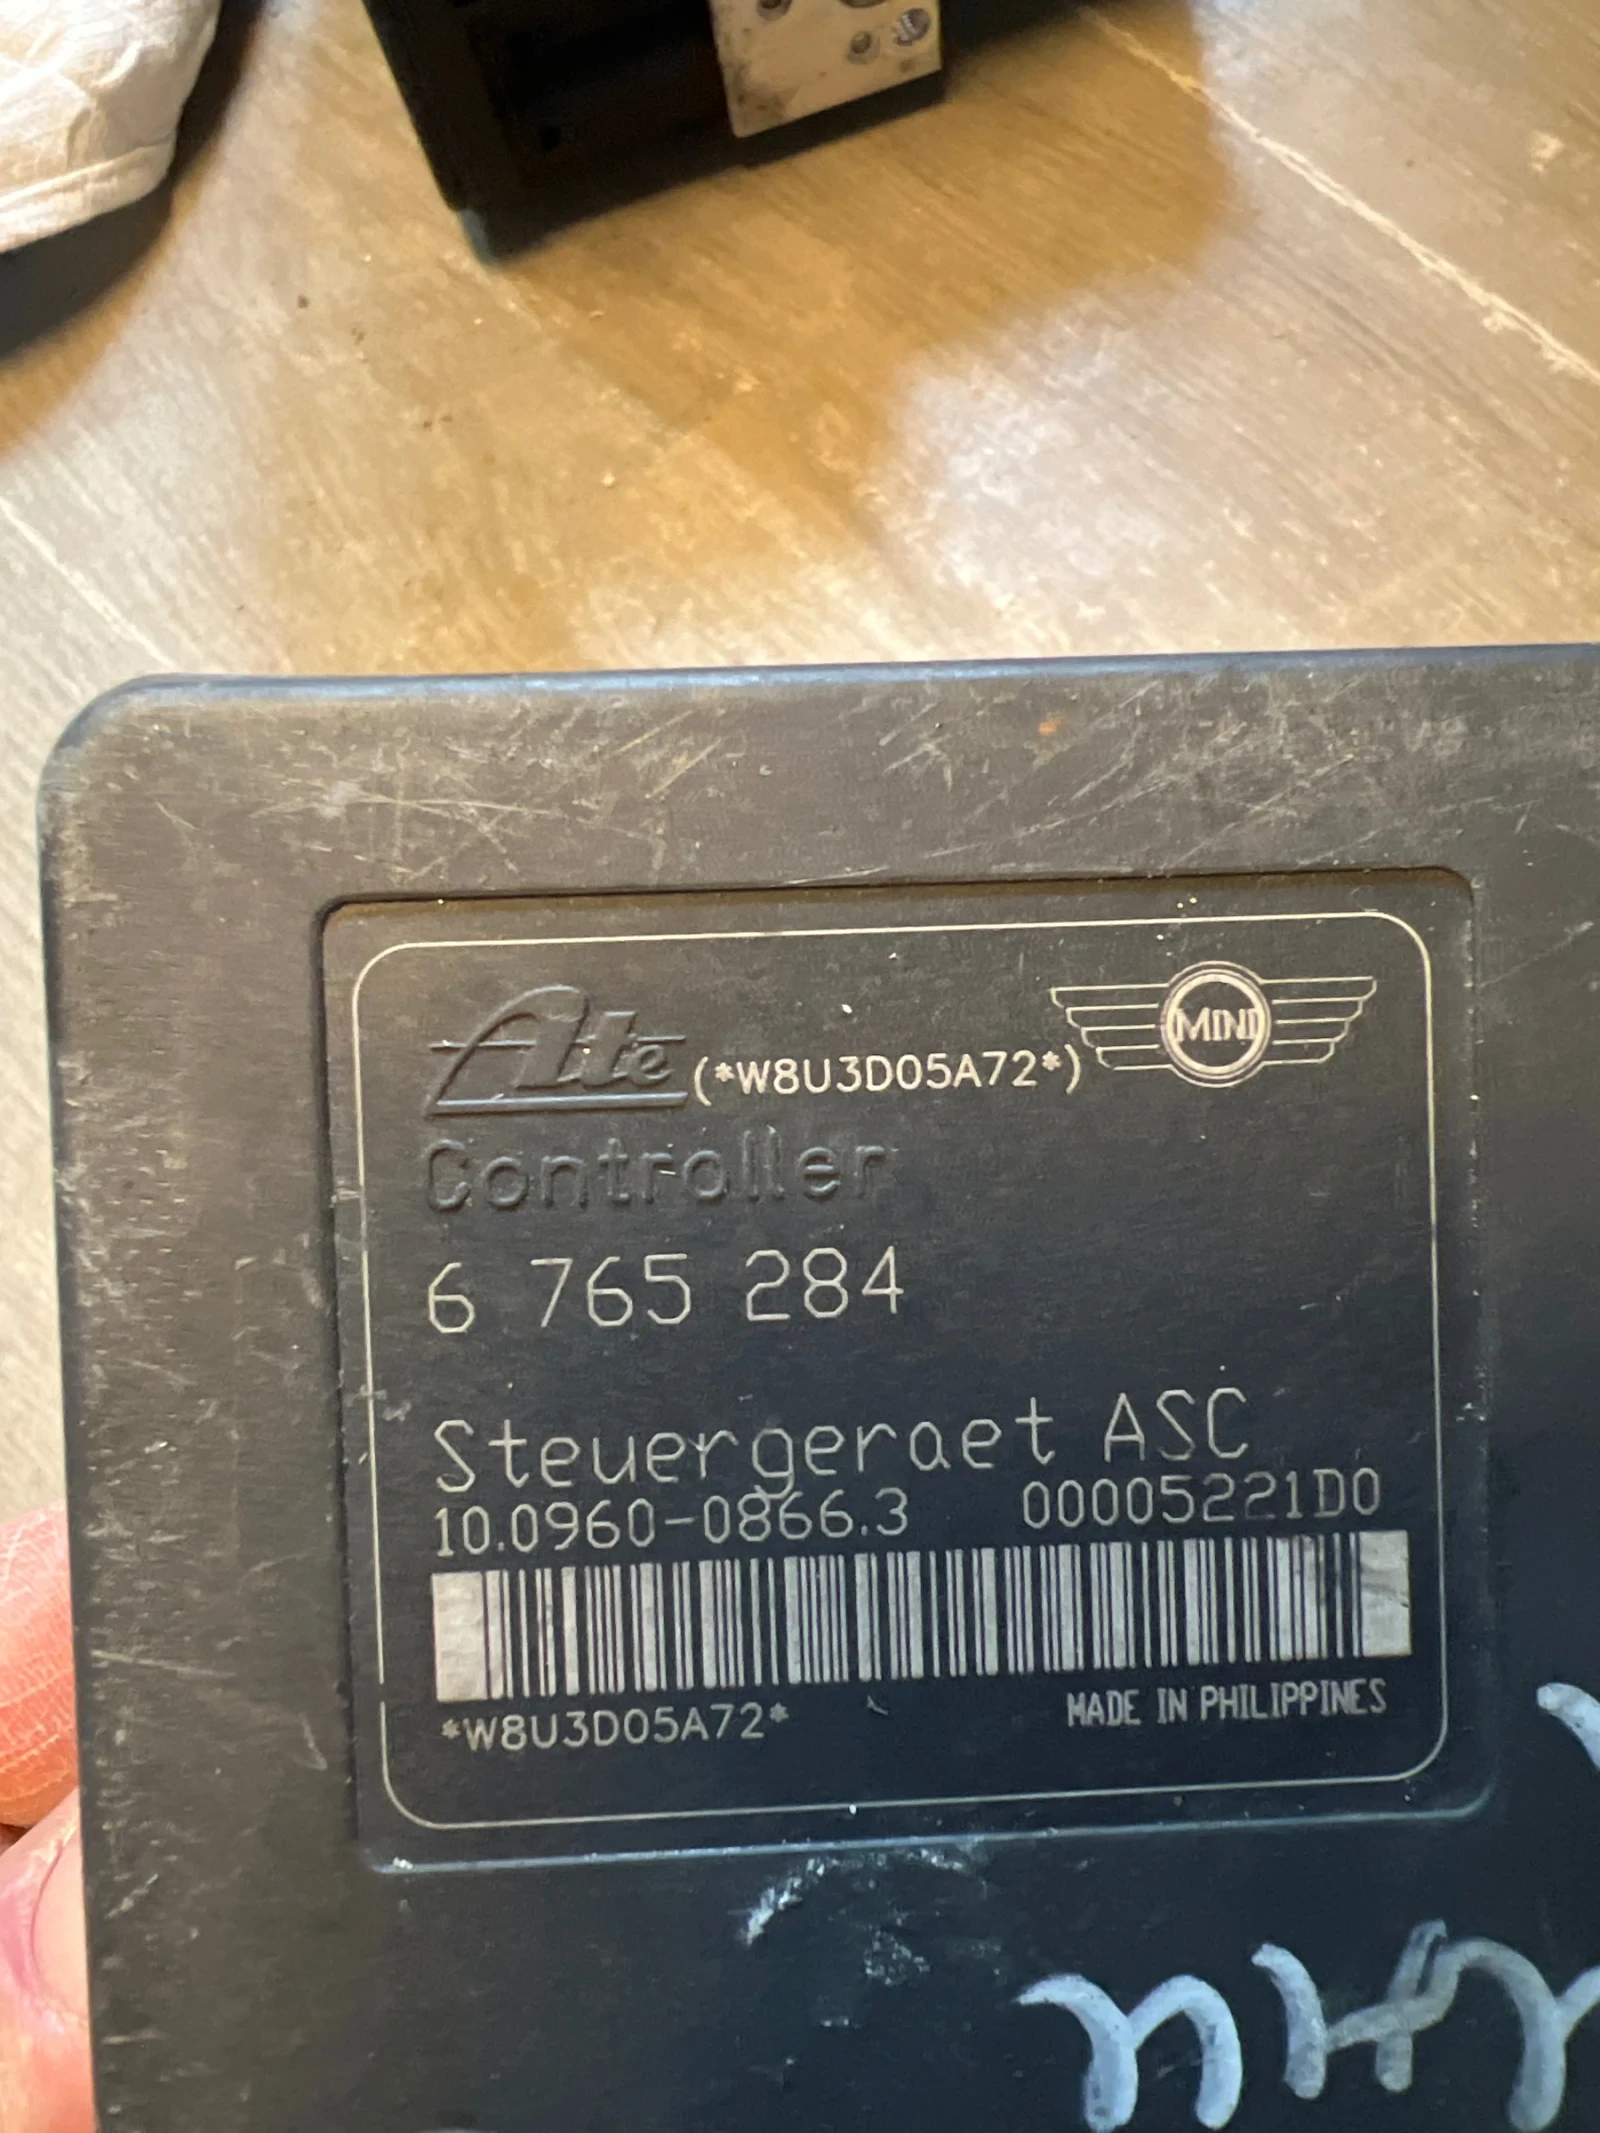 Ate (*W8U3D05A72*) MINI
Controller
6 765 284
Steuergeraet ASC
10.0960-0866.3 00005221D0
*W8U3D05A72* MADE IN PHILIPPINES